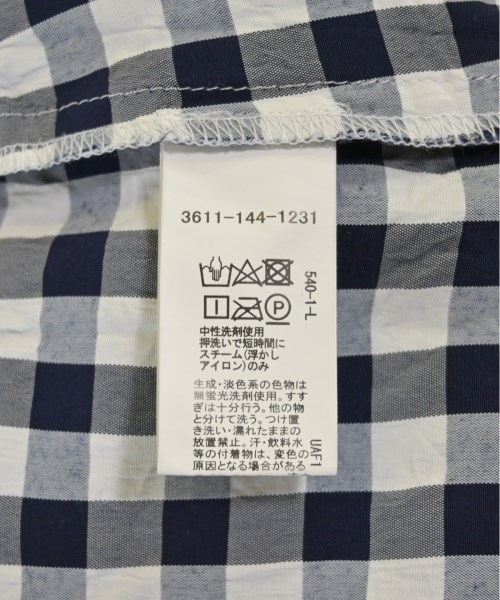 3611-144-1231
540-1-L
中性洗剤使用
押洗いで短時間に
スチーム(浮かし
アイロン)のみ
生成・淡色系の色物は
無蛍光洗剤使用。すす
ぎは十分行う。他の物
と分けて洗う。つけ置
き洗い・濡れたままの
放置禁止。汗・飲料水
等の付着物は、変色の
原因となる場合がある
UAF1